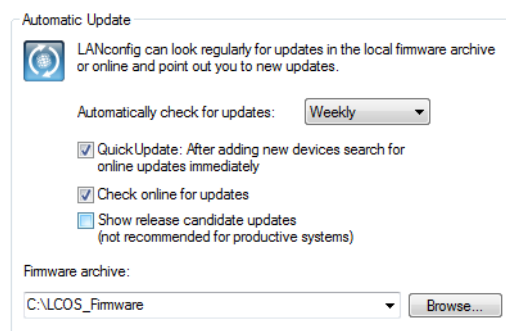 Automatic Update
LANconfig can look regularly for updates in the local firmware archive
or online and point out you to new updates.
Automatically check for updates: Weekly
QuickUpdate: After adding new devices search for
online updates immediately
Check online for updates
Show release candidate updates
(not recommended for productive systems)
Firmware archive:
C:\LCOS_Firmware Browse...